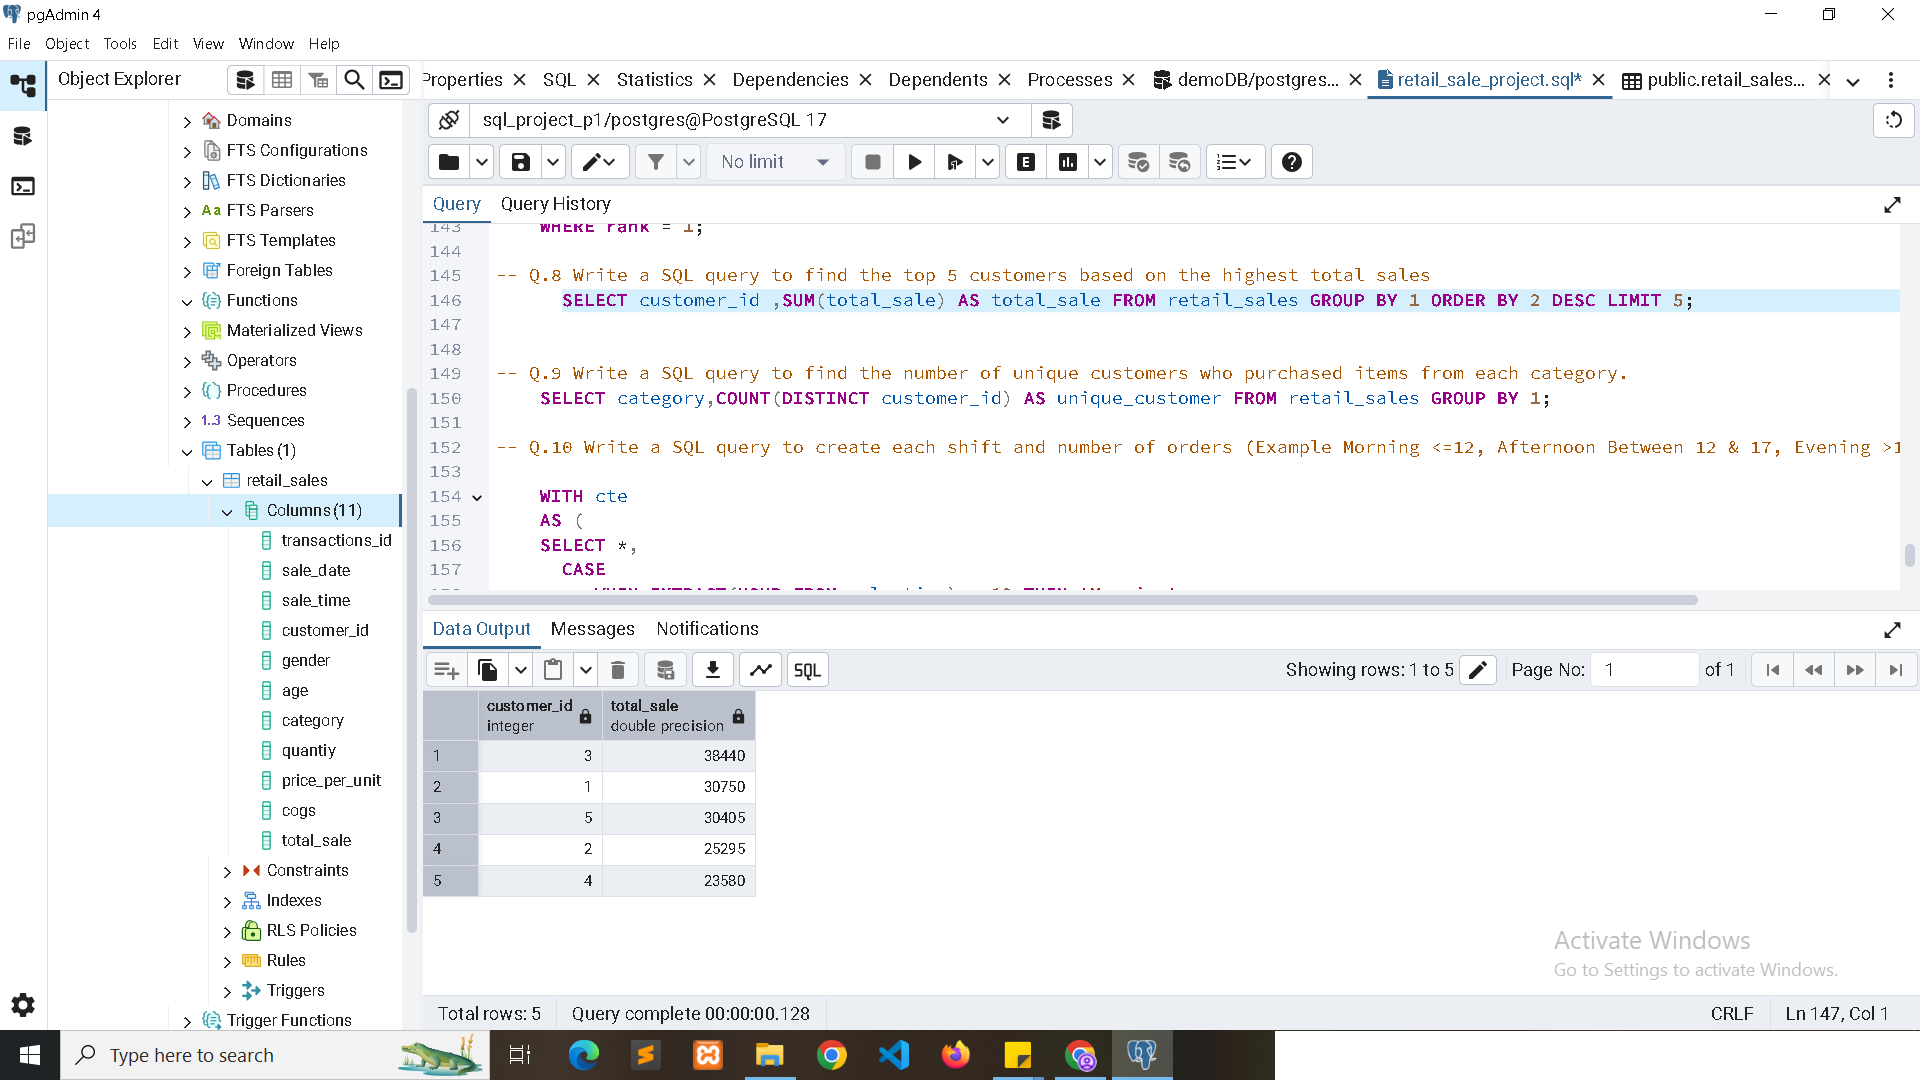 pgAdmin 4
File Object Tools Edit View Window Help
Object Explorer
Properties SQL Statistics Dependencies Dependents Processes demoDB/postgres... retail_sale_project.sql* public.retail_sales...
sql_project_p1/postgres@PostgreSQL 17
No limit
Query Query History
Domains
FTS Configurations
FTS Dictionaries
Aa FTS Parsers
FTS Templates
Foreign Tables
Functions
Materialized Views
Operators
Procedures
1.3 Sequences
Tables (1)
retail_sales
Columns (11)
transactions_id
sale_date
sale_time
customer_id
gender
age
category
quantiy
price_per_unit
cogs
total_sale
Constraints
Indexes
RLS Policies
Rules
Triggers
Trigger Functions
143 WHERE rank = 1;
144
145 -- Q.8 Write a SQL query to find the top 5 customers based on the highest total sales
146 SELECT customer_id ,SUM(total_sale) AS total_sale FROM retail_sales GROUP BY 1 ORDER BY 2 DESC LIMIT 5;
147
148
149 -- Q.9 Write a SQL query to find the number of unique customers who purchased items from each category.
150 SELECT category,COUNT(DISTINCT customer_id) AS unique_customer FROM retail_sales GROUP BY 1;
151
152 -- Q.10 Write a SQL query to create each shift and number of orders (Example Morning <=12, Afternoon Between 12 & 17, Evening >1
153
154 WITH cte
155 AS (
156 SELECT *,
157 CASE
Data Output Messages Notifications
SQL Showing rows: 1 to 5 Page No: 1 of 1
customer_id total_sale
integer double precision
1 3 38440
2 1 30750
3 5 30405
4 2 25295
5 4 23580
Activate Windows
Go to Settings to activate Windows.
Total rows: 5 Query complete 00:00:00.128 CRLF Ln 147, Col 1
Type here to search